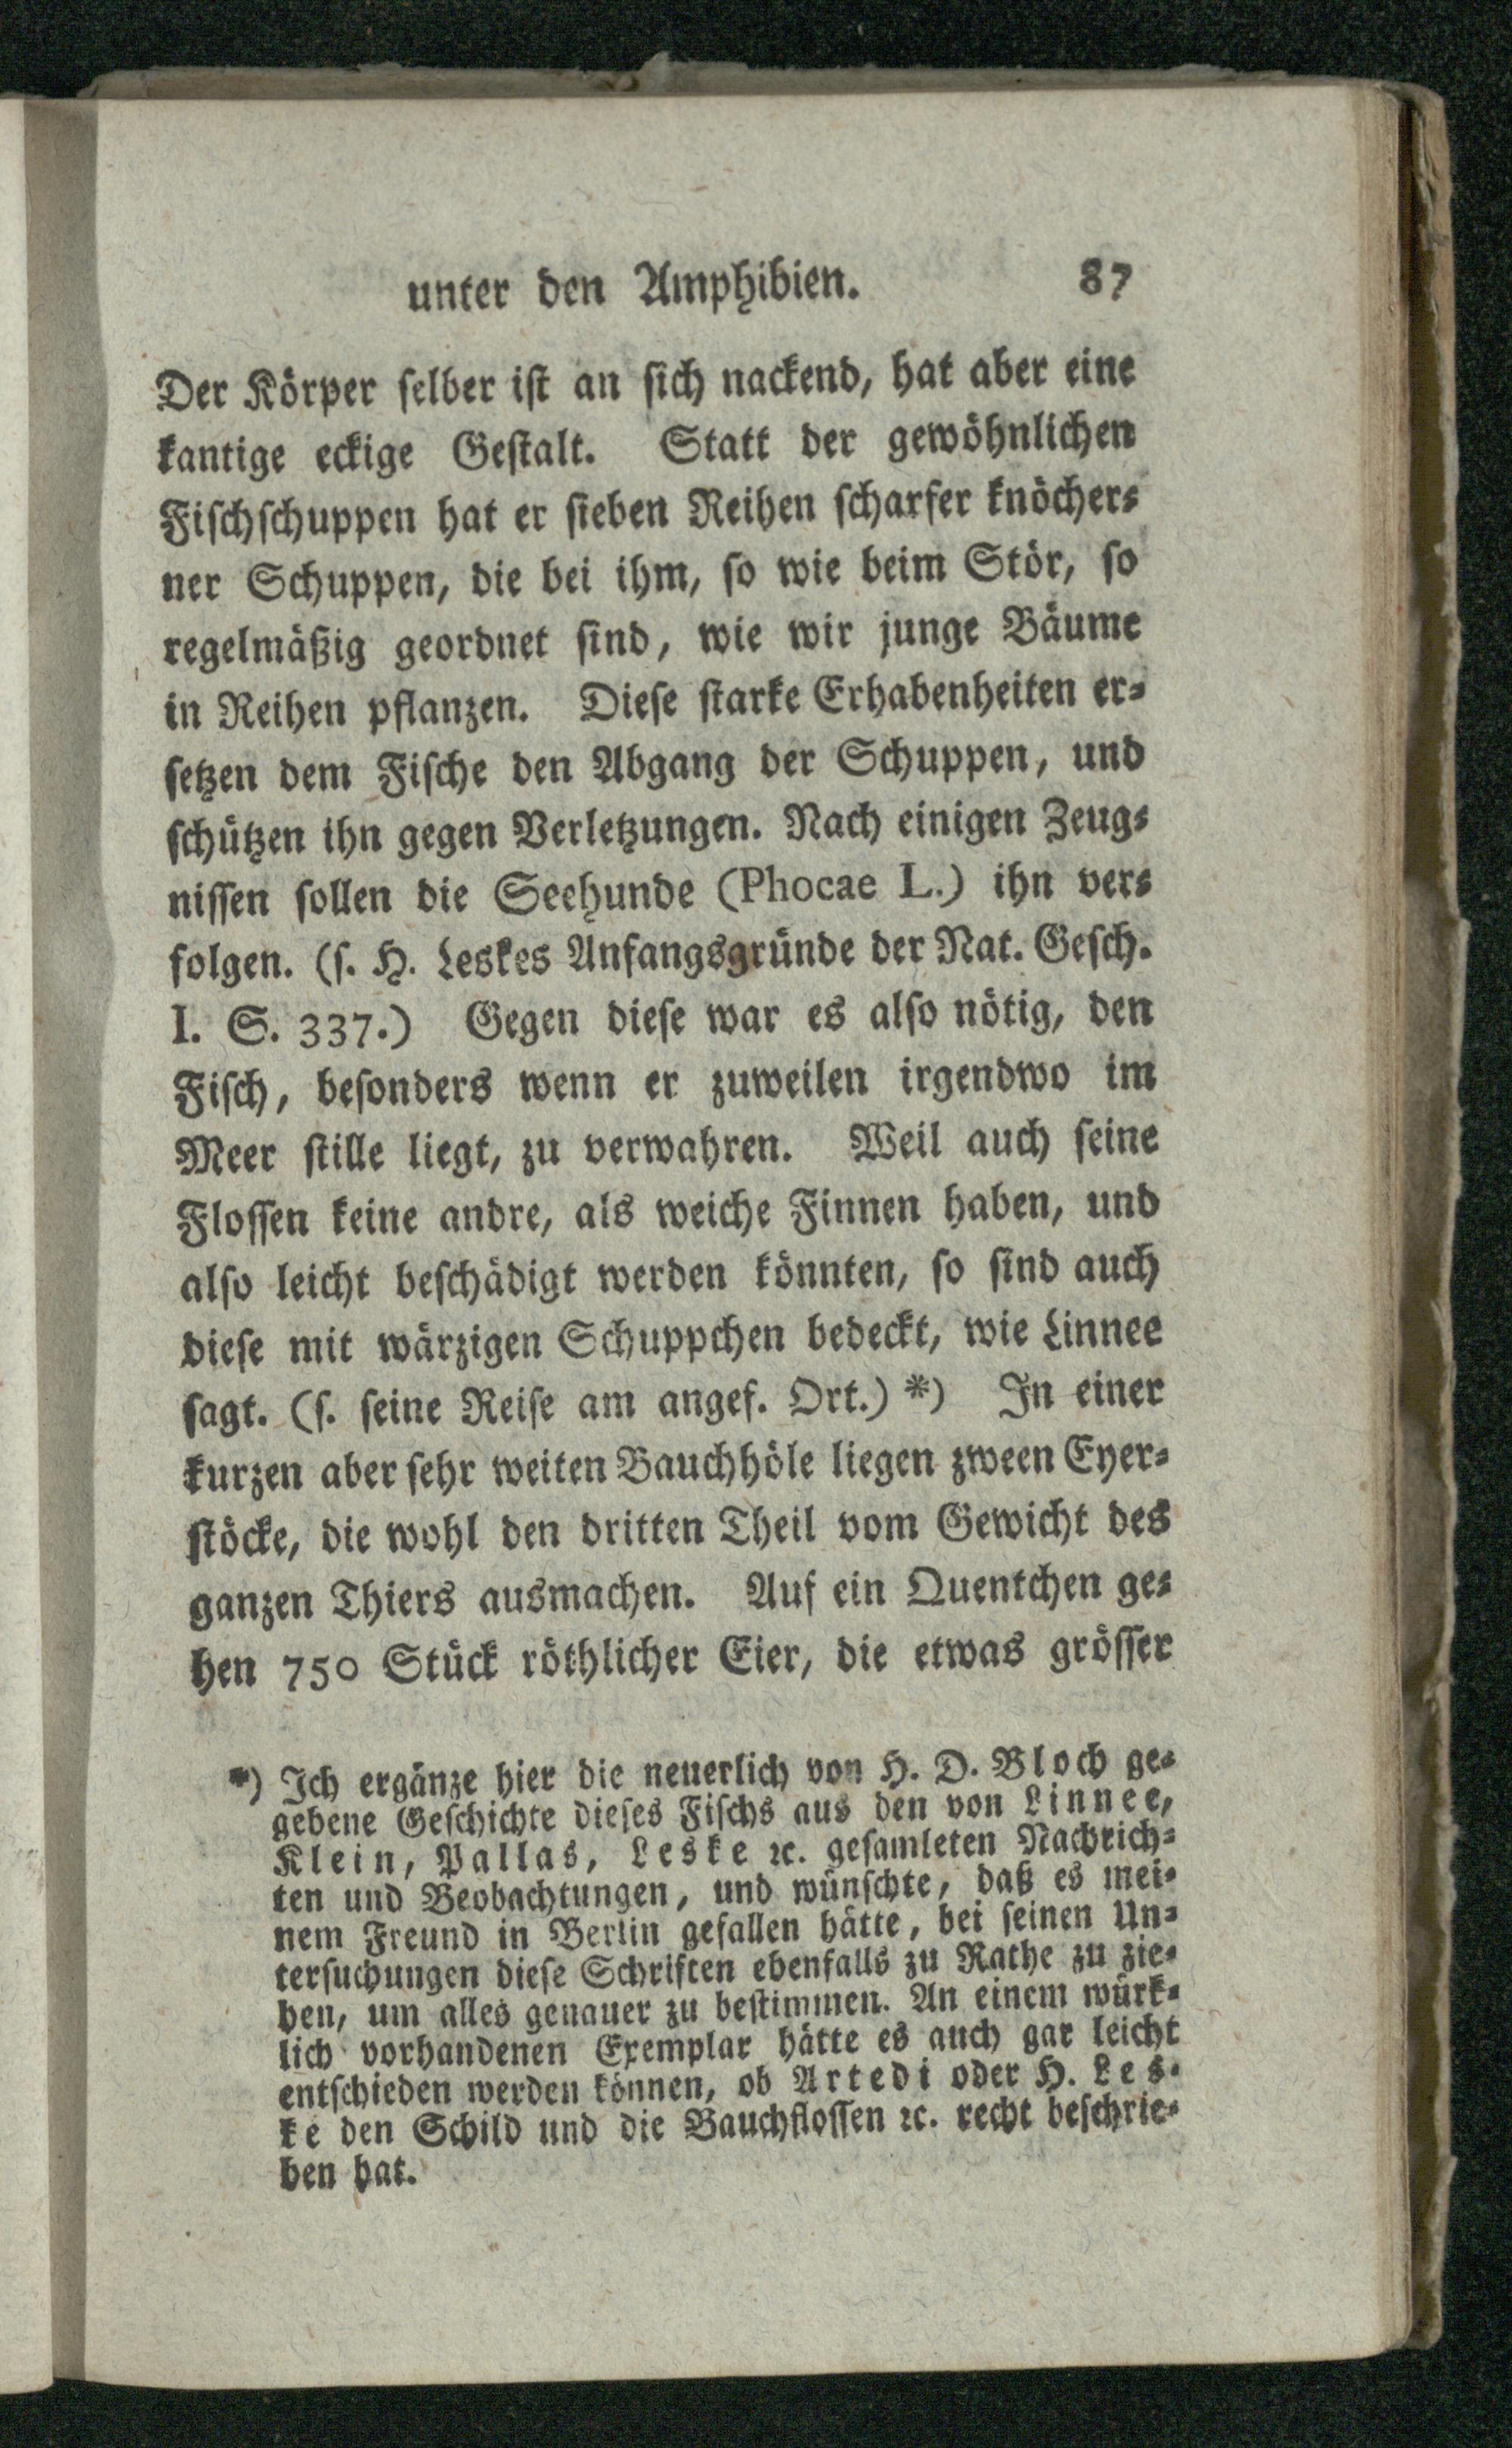 unter den Amphibien. 87
Der Körper selber ist an sich nackend, hat aber eine
kantige eckige Gestalt. Statt der gewöhnlichen
Fischschuppen hat er sieben Reihen scharfer knöcher-
ner Schuppen, die bei ihm, so wie beim Stör, so
regelmäßig geordnet sind, wie wir junge Bäume
in Reihen pflanzen. Diese starke Erhabenheiten er-
setzen dem Fische den Abgang der Schuppen, und
schützen ihn gegen Verletzungen. Nach einigen Zeug-
nissen sollen die Seehunde (Phocae L.) ihn ver-
folgen. (s. H. Leskes Anfangsgründe der Nat. Gesch.
I. S. 337.) Gegen diese war es also nötig, den
Fisch, besonders wenn er zuweilen irgendwo im
Meer stille liegt, zu verwahren. Weil auch seine
Flossen keine andre, als weiche Finnen haben, und
also leicht beschädigt werden könnten, so sind auch
diese mit wärzigen Schuppchen bedeckt, wie Linnee
sagt. (s. seine Reise am angef. Ort.) *) In einer
kurzen aber sehr weiten Bauchhöle liegen zween Eyer-
stöcke, die wohl den dritten Theil vom Gewicht des
ganzen Thiers ausmachen. Auf ein Quentchen ge-
hen 750 Stück röthlicher Eier, die etwas grösser
*) Ich ergänze hier die neuerlich von H. D. Bloch ge-
gebene Geschichte dieses Fischs aus den von Linnee,
Klein, Pallas, Leske ꝛc. gesamleten Nachrich-
ten und Beobachtungen, und wünschte, daß es mei-
nem Freund in Berlin gefallen hätte, bei seinen Un-
tersuchungen diese Schriften ebenfalls zu Rathe zu zie-
hen, um alles genauer zu bestimmen. An einem würk-
lich vorhandenen Exemplar hätte es auch gar leicht
entschieden werden können, ob Artedi oder H. Les-
ke den Schild und die Bauchflossen ꝛc. recht beschrie-
ben hat.